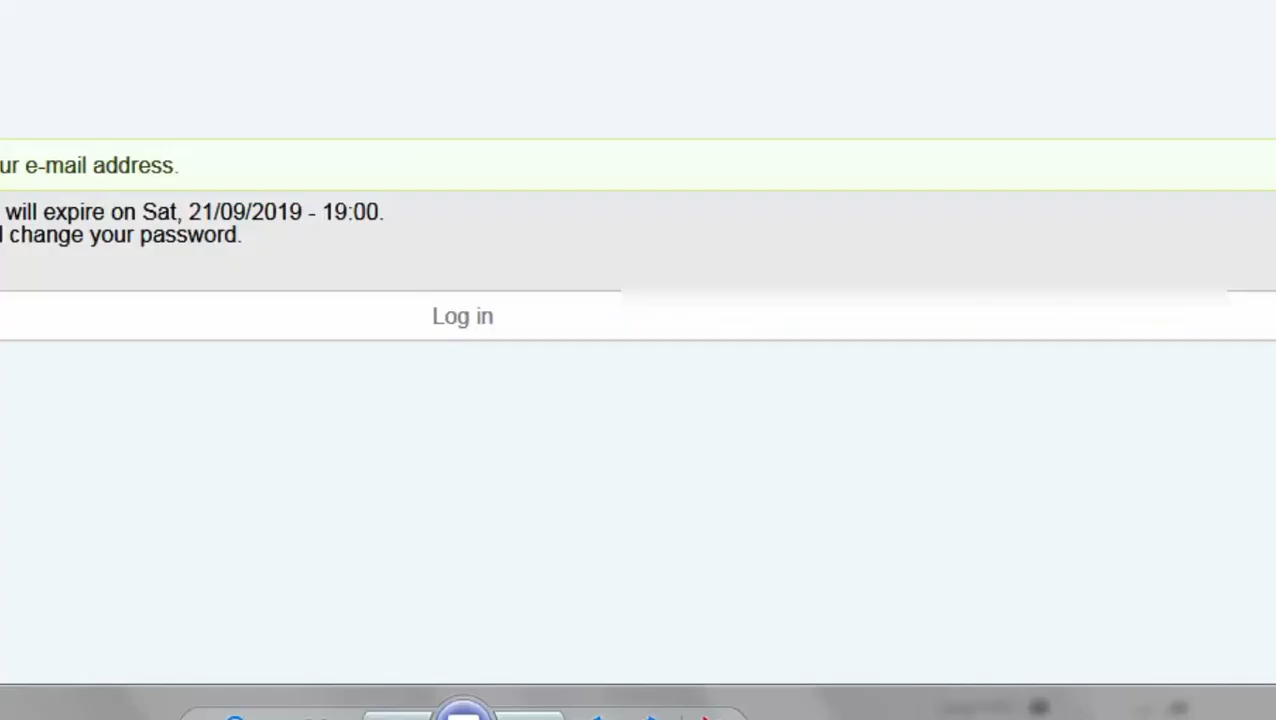 ur e-mail address.
will expire on Sat, 21/09/2019 - 19:00.
change your password.
Log in